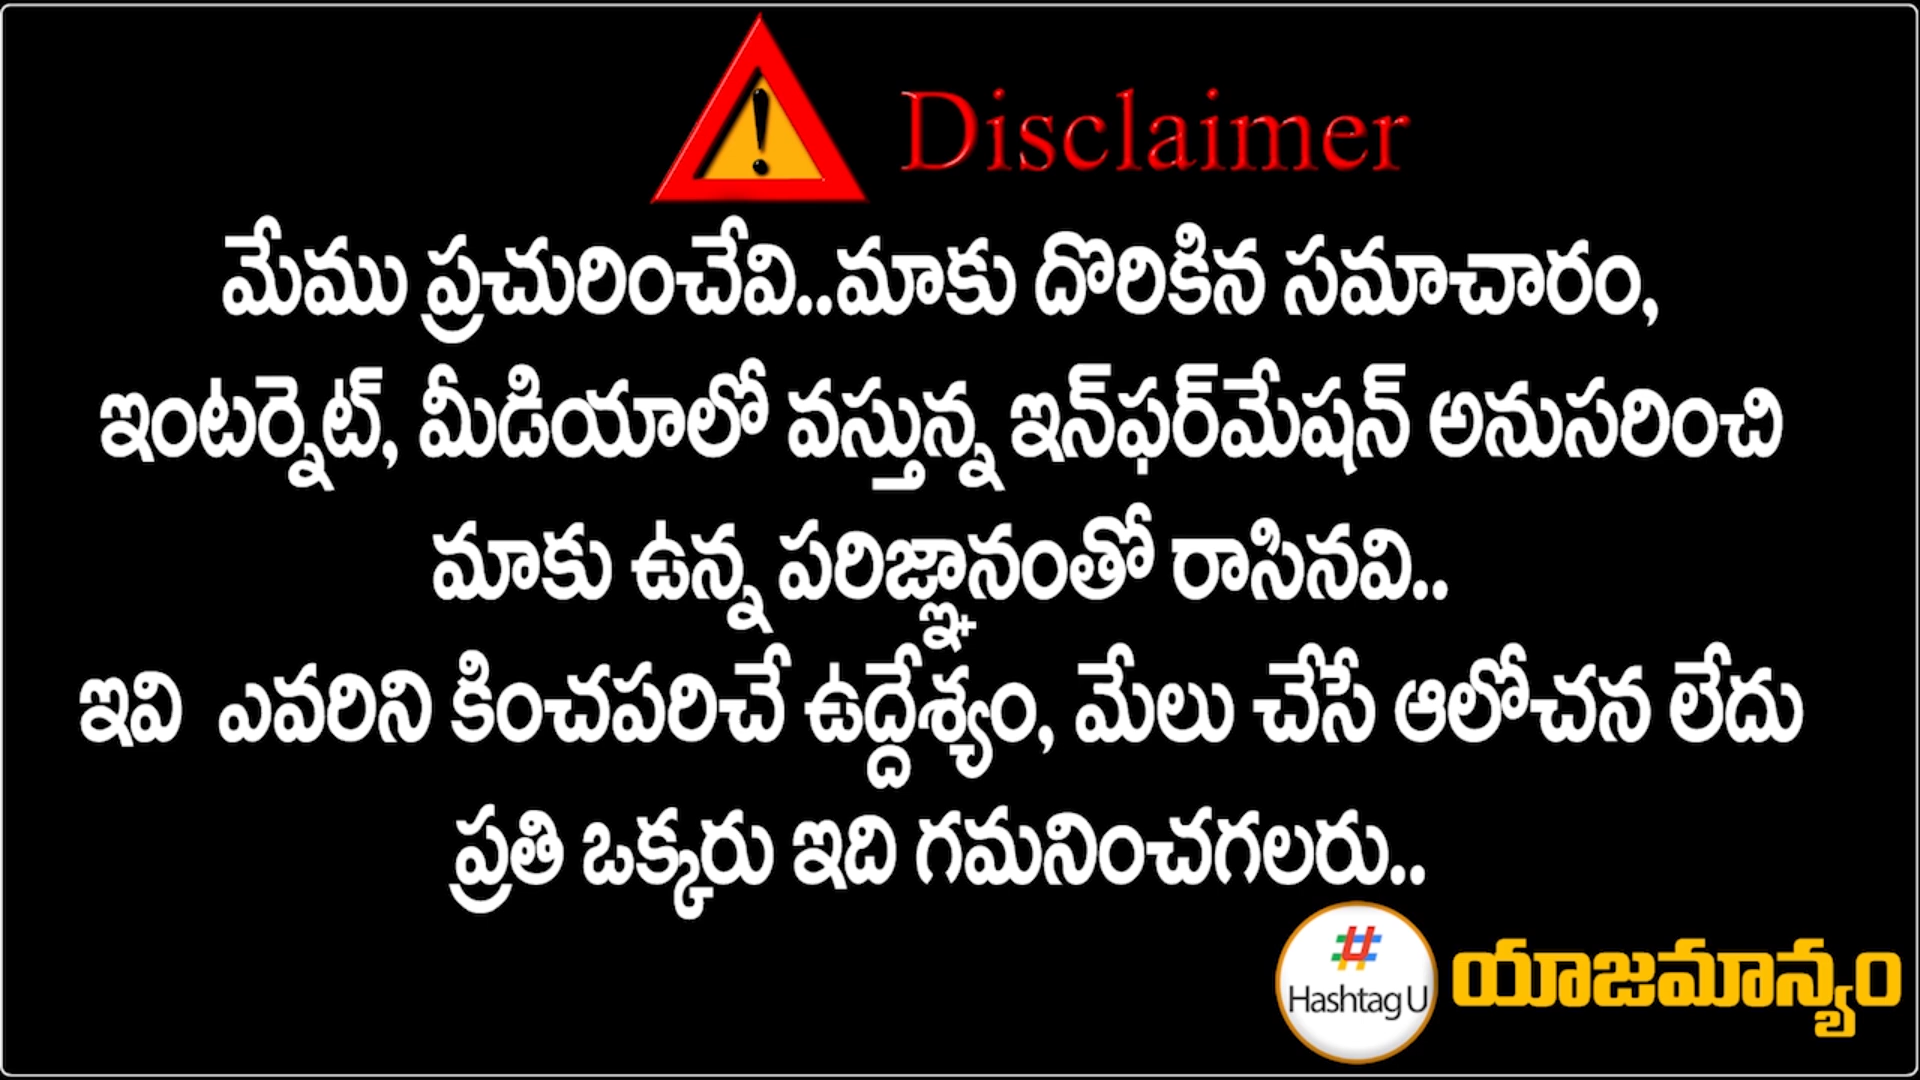 Disclaimer
మేము ప్రచురించేవి..మాకు దొరికిన సమాచారం,
ఇంటర్నెట్, మీడియాలో వస్తున్న ఇన్‌ఫర్‌మేషన్ అనుసరించి
మాకు ఉన్న పరిజ్ఞానంతో రాసినవి..
ఇవి ఎవరిని కించపరిచే ఉద్దేశ్యం, మేలు చేసే ఆలోచన లేదు
ప్రతి ఒక్కరు ఇది గమనించగలరు..
Hashtag U
యాజమాన్యం